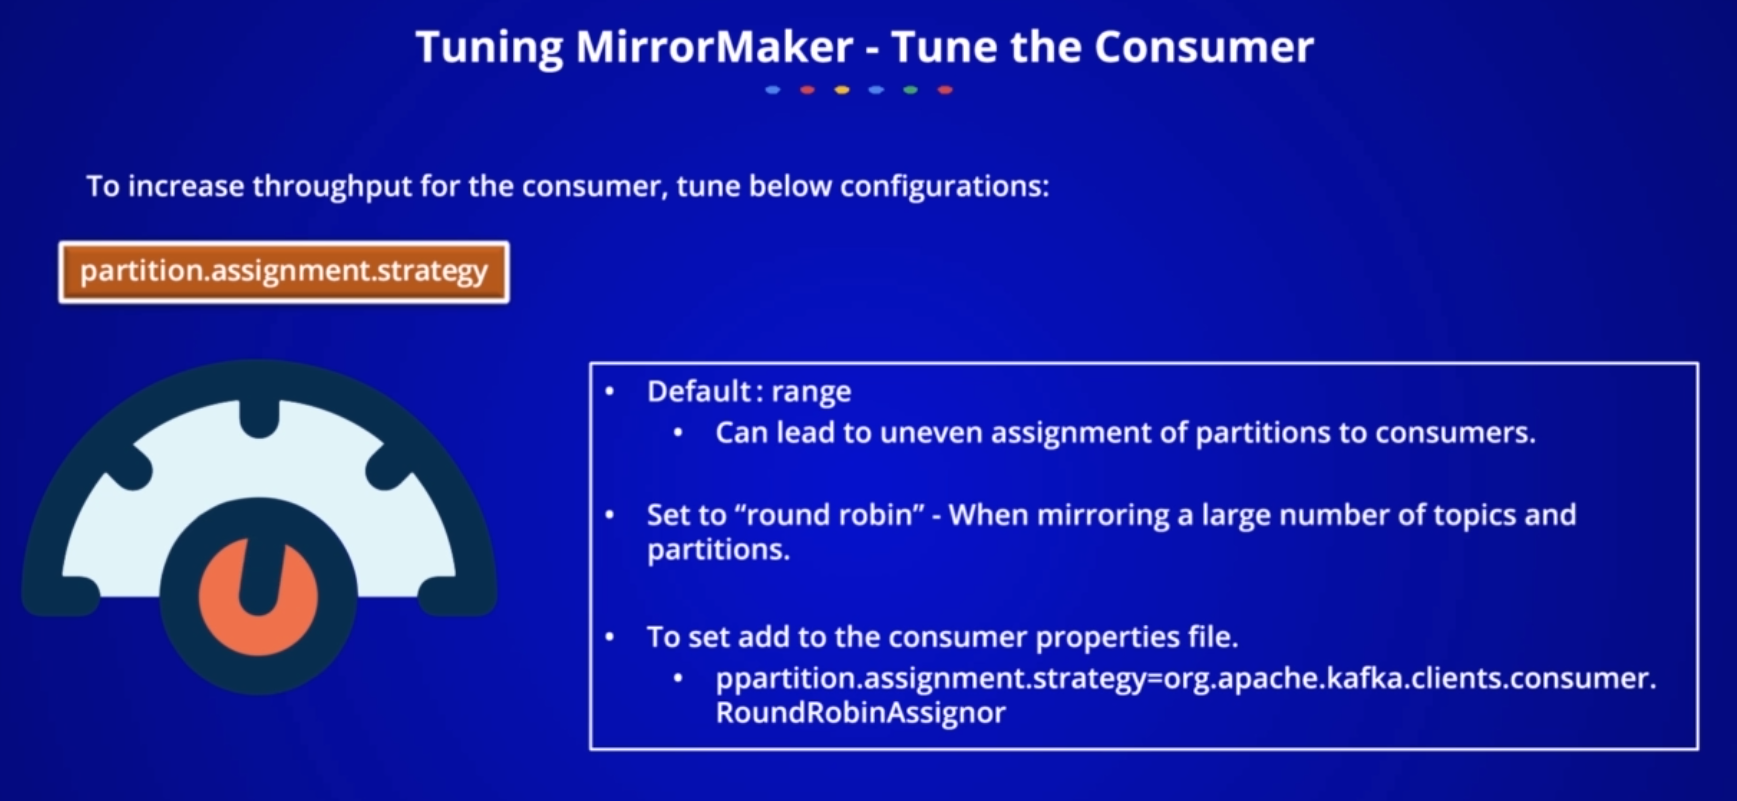 Tuning MirrorMaker - Tune the Consumer
To increase throughput for the consumer, tune below configurations:
partition.assignment.strategy
• Default : range
• Can lead to uneven assignment of partitions to consumers.
• Set to “round robin” - When mirroring a large number of topics and
partitions.
• To set add to the consumer properties file.
• ppartition.assignment.strategy=org.apache.kafka.clients.consumer.
RoundRobinAssignor